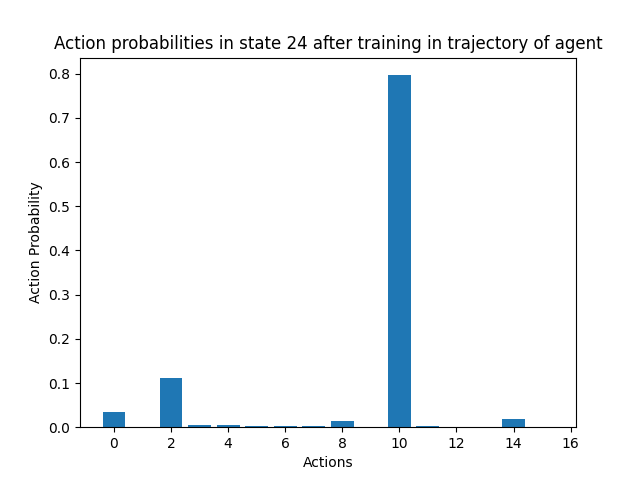 Action probabilities in state 24 after training in trajectory of agent
0.8
0.7
0.6
0.5
0.4
0.3
0.2
0.1
0.0
Action Probability
0 2 4 6 8 10 12 14 16
Actions